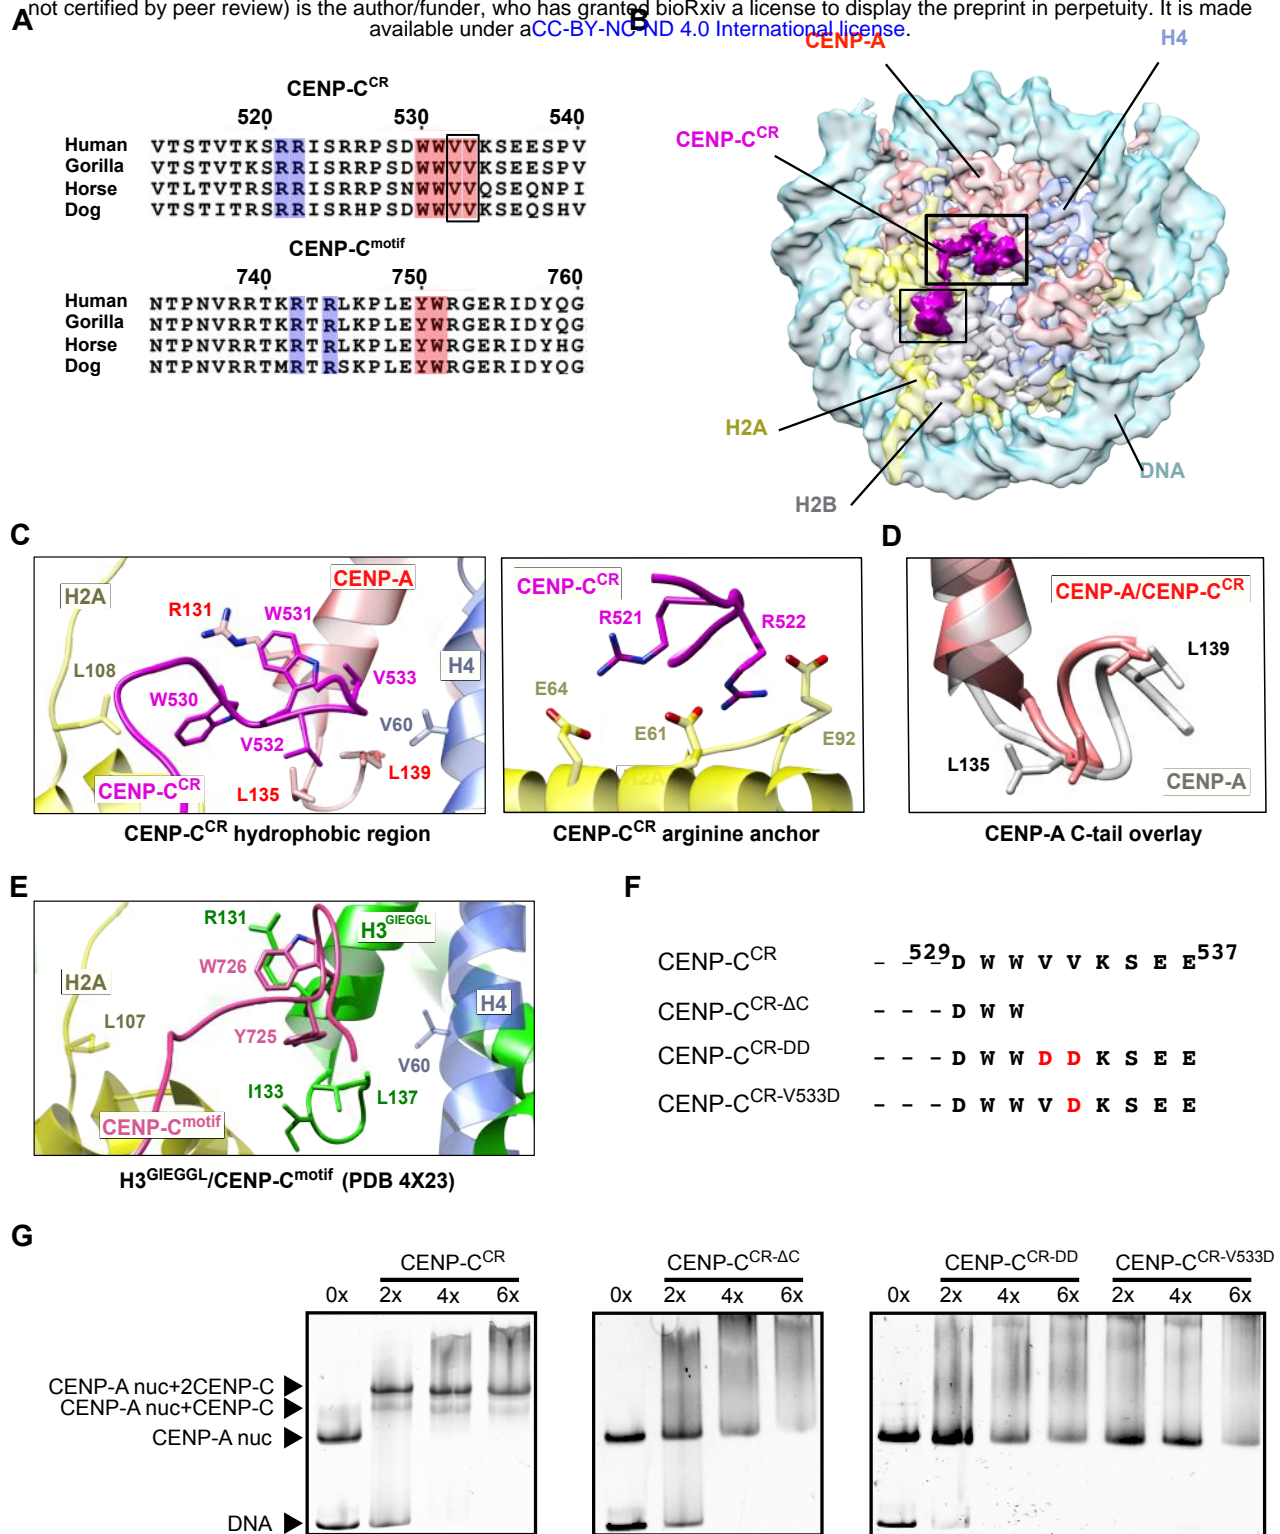 not certified by peer review) is the author/funder, who has granted bioRxiv a license to display the preprint in perpetuity. It is made
available under aCC-BY-NC-ND 4.0 International license.
A
CENP-C^CR
520 530 540
Human VTSTVTKSRRISRRPSDWWVVKSEESPV
Gorilla VTSTVTKSRRISRRPSDWWVVKSEESPV
Horse VTLTVTRSRRISRRPSNWWVVQSEQNPI
Dog VTSTITRSRRISRHPSDWWVVKSEQSHV
CENP-C^motif
740 750 760
Human NTPNVRRTKRTRLKPLEYWRGERIDYQG
Gorilla NTPNVRRTKRTRLKPLEYWRGERIDYQG
Horse NTPNVRRTKRTRLKPLEYWRGERIDYHG
Dog NTPNVRRTMRTRSKPLEYWRGERIDYQG
B
CENP-A
H4
CENP-C^CR
H2A
H2B
DNA
C
H2A
CENP-A
R131
W531
L108
H4
V533
W530
V60
V532
L139
CENP-C^CR
L135
CENP-C^CR hydrophobic region
CENP-C^CR
R521
R522
E64
E61
E92
H2A
CENP-C^CR arginine anchor
D
CENP-A/CENP-C^CR
L139
L135
CENP-A
CENP-A C-tail overlay
E
R131
H3^GIEGGL
W726
H2A
H4
L107
Y725
V60
I133
L137
CENP-C^motif
H3^GIEGGL/CENP-C^motif (PDB 4X23)
F
CENP-C^CR - - - 529 D W W V V K S E E 537
CENP-C^CR-ΔC - - - D W W
CENP-C^CR-DD - - - D W W D D K S E E
CENP-C^CR-V533D - - - D W W V D K S E E
G
CENP-C^CR
0x 2x 4x 6x
CENP-C^CR-ΔC
0x 2x 4x 6x
CENP-C^CR-DD CENP-C^CR-V533D
0x 2x 4x 6x 2x 4x 6x
CENP-A nuc+2CENP-C
CENP-A nuc+CENP-C
CENP-A nuc
DNA